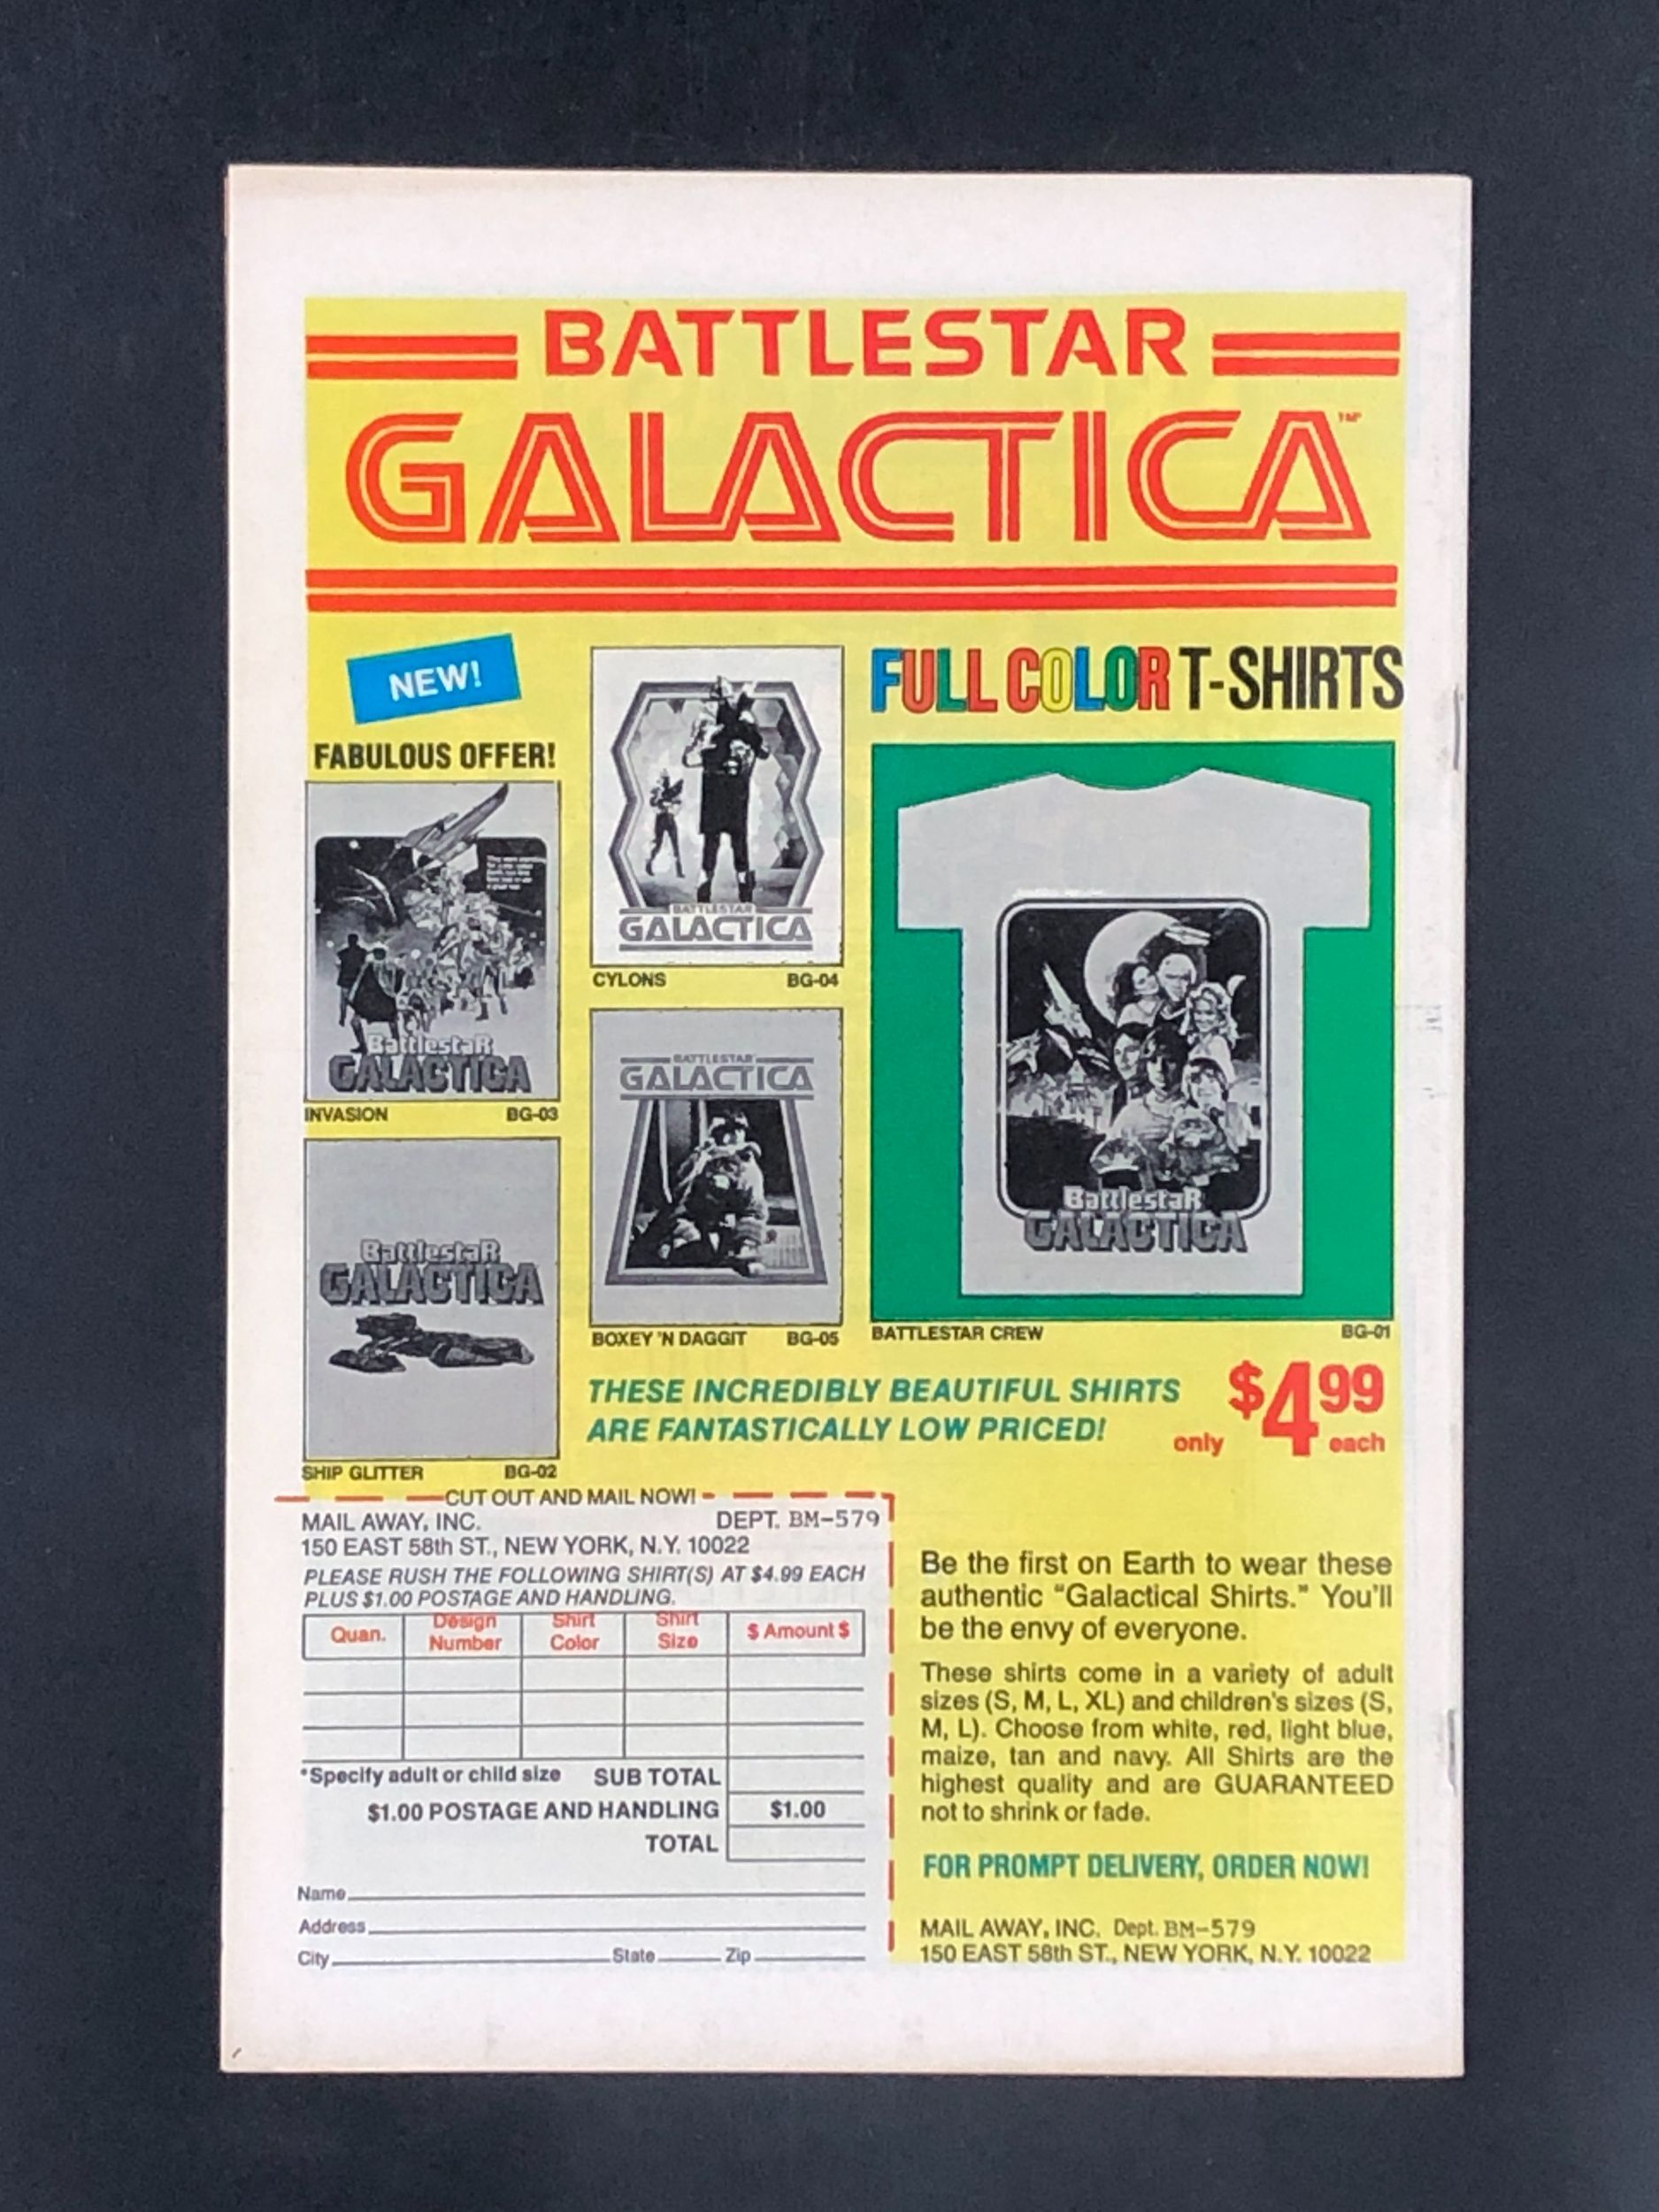 BATTLESTAR
GALACTICA™
NEW!
FABULOUS OFFER!
BattlestaR
GALACTICA
INVASION BG-03
BattlestaR
GALACTICA
SHIP GLITTER BG-02
BATTLESTAR
GALACTICA
CYLONS BG-04
BATTLESTAR
GALACTICA
BOXEY 'N DAGGIT BG-05
FULL COLOR T-SHIRTS
BattlestaR
GALACTICA
BATTLESTAR CREW BG-01
THESE INCREDIBLY BEAUTIFUL SHIRTS
ARE FANTASTICALLY LOW PRICED!
only $4.99 each
CUT OUT AND MAIL NOW!
MAIL AWAY, INC. DEPT. BM-579
150 EAST 58th ST., NEW YORK, N.Y. 10022
PLEASE RUSH THE FOLLOWING SHIRT(S) AT $4.99 EACH
PLUS $1.00 POSTAGE AND HANDLING.
Quan. Design Number Shirt Color Shirt Size $ Amount $
*Specify adult or child size SUB TOTAL
$1.00 POSTAGE AND HANDLING $1.00
TOTAL
Name
Address
City State Zip
Be the first on Earth to wear these
authentic "Galactical Shirts." You'll
be the envy of everyone.
These shirts come in a variety of adult
sizes (S, M, L, XL) and children's sizes (S,
M, L). Choose from white, red, light blue,
maize, tan and navy. All Shirts are the
highest quality and are GUARANTEED
not to shrink or fade.
FOR PROMPT DELIVERY, ORDER NOW!
MAIL AWAY, INC. Dept. BM-579
150 EAST 58th ST., NEW YORK, N.Y. 10022